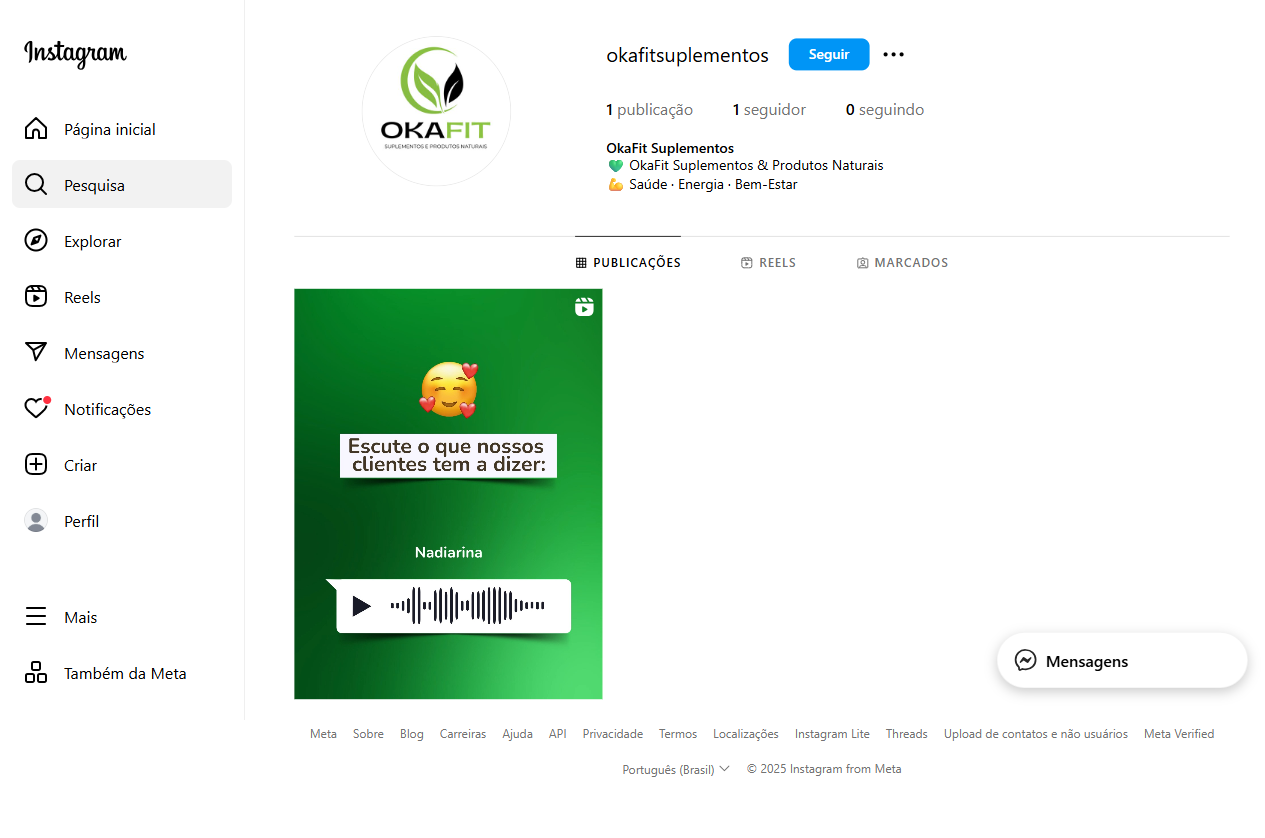 Instagram
Página inicial
Pesquisa
Explorar
Reels
Mensagens
Notificações
Criar
Perfil
Mais
Também da Meta
OKAFIT
SUPLEMENTOS E PRODUTOS NATURAIS
okafitsuplementos
Seguir
1 publicação 1 seguidor 0 seguindo
OkaFit Suplementos
💚 OkaFit Suplementos & Produtos Naturais
💪 Saúde · Energia · Bem-Estar
PUBLICAÇÕES REELS MARCADOS
Escute o que nossos
clientes tem a dizer:
Nadiarina
Mensagens
Meta Sobre Blog Carreiras Ajuda API Privacidade Termos Localizações Instagram Lite Threads Upload de contatos e não usuários Meta Verified
Português (Brasil) © 2025 Instagram from Meta